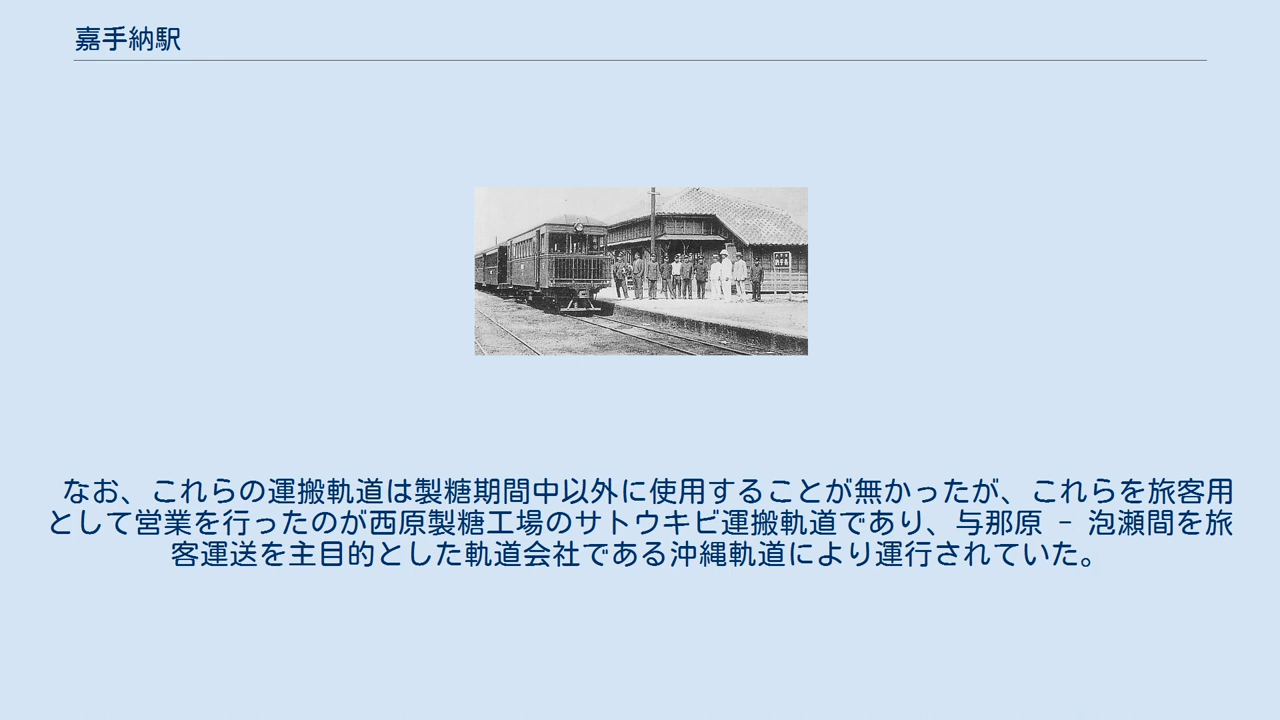 嘉手納駅
なお、これらの運搬軌道は製糖期間中以外に使用することが無かったが、これらを旅客用
として営業を行ったのが西原製糖工場のサトウキビ運搬軌道であり、与那原 － 泡瀬間を旅
客運送を主目的とした軌道会社である沖縄軌道により運行されていた。